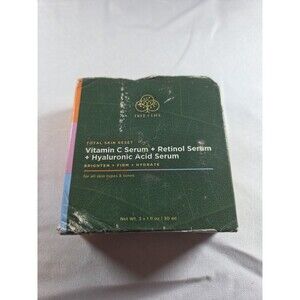 TREE OF LIFE
TOTAL SKIN RESET
Vitamin C Serum + Retinol Serum
+ Hyaluronic Acid Serum
BRIGHTEN + FIRM + HYDRATE
for all skin types & tones
Net Wt. 3 x 1 fl oz | 30 ml